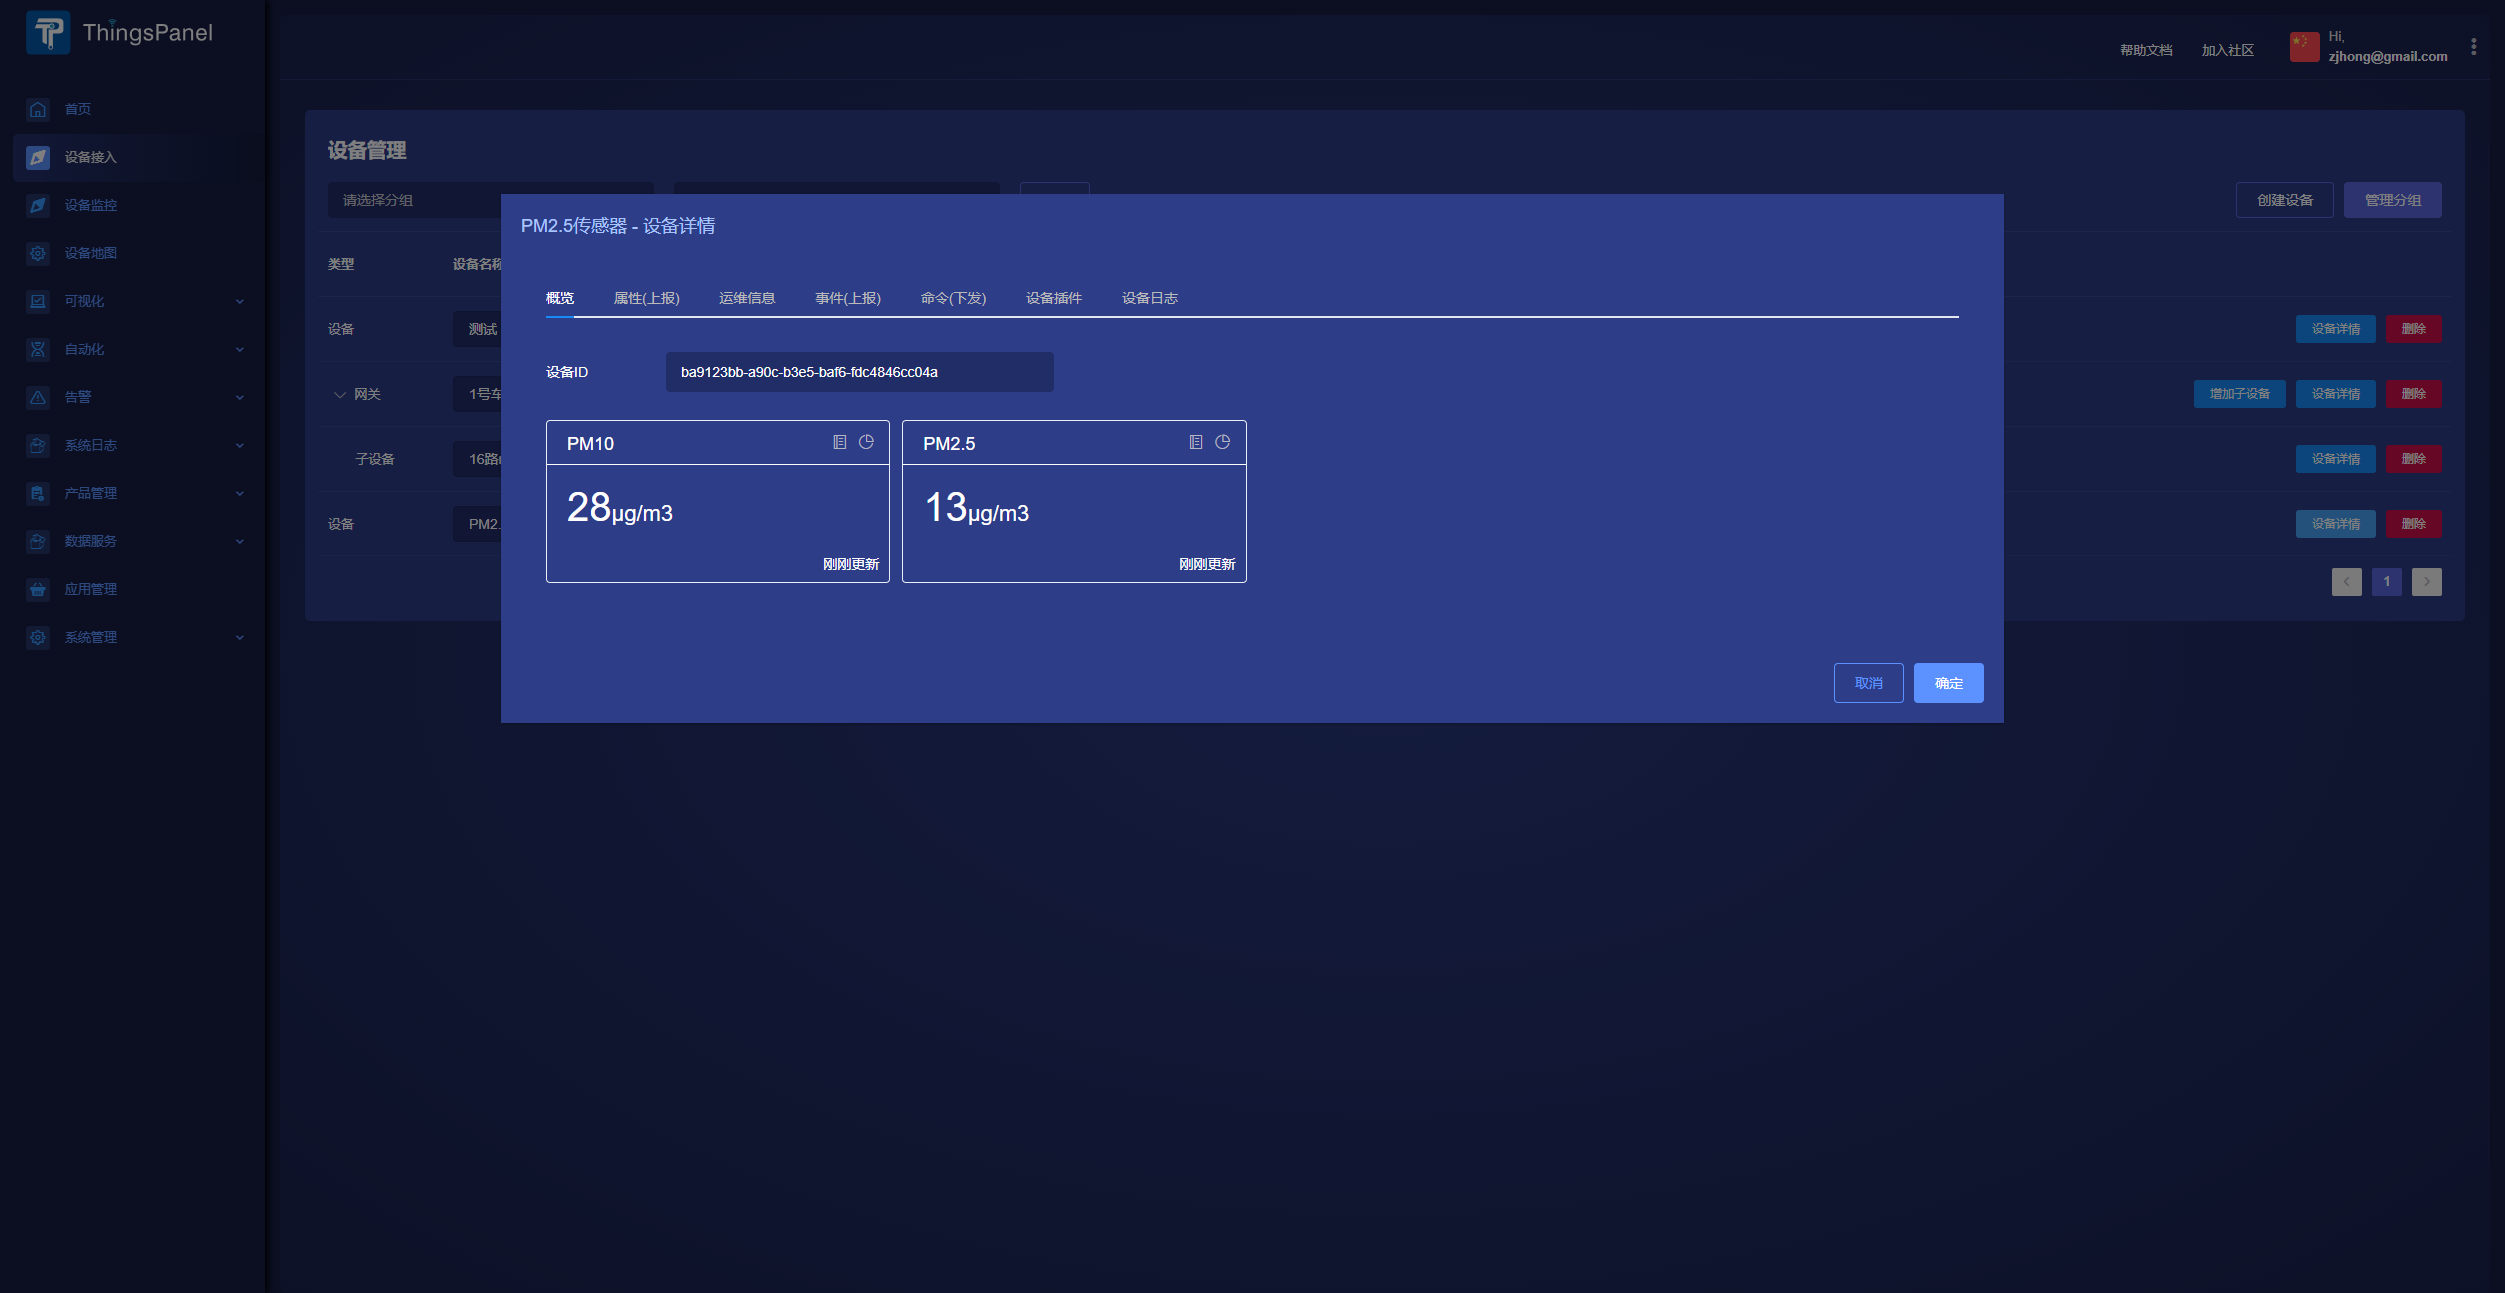 ThingsPanel
帮助文档
加入社区
Hi,
zjhong@gmail.com
首页
设备接入
设备监控
设备地图
可视化
自动化
告警
系统日志
产品管理
数据服务
应用管理
系统管理
设备管理
请选择分组
创建设备
管理分组
类型
设备名称
设备
测试
设备详情
删除
网关
1号车
增加子设备
设备详情
删除
子设备
16路
设备详情
删除
设备
PM2.
设备详情
删除
1
PM2.5传感器 - 设备详情
概览
属性(上报)
运维信息
事件(上报)
命令(下发)
设备插件
设备日志
设备ID
ba9123bb-a90c-b3e5-baf6-fdc4846cc04a
PM10
28μg/m3
刚刚更新
PM2.5
13μg/m3
刚刚更新
取消
确定